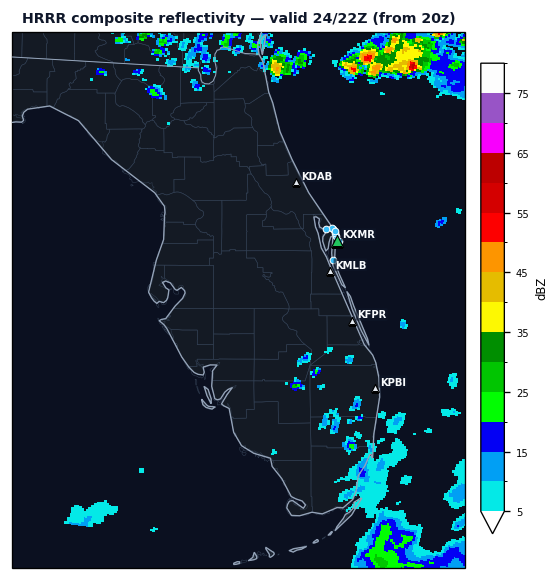 HRRR composite reflectivity — valid 24/22Z (from 20z)
KDAB
KXMR
KMLB
KFPR
KPBI
75
65
55
45
35
25
15
5
dBZ